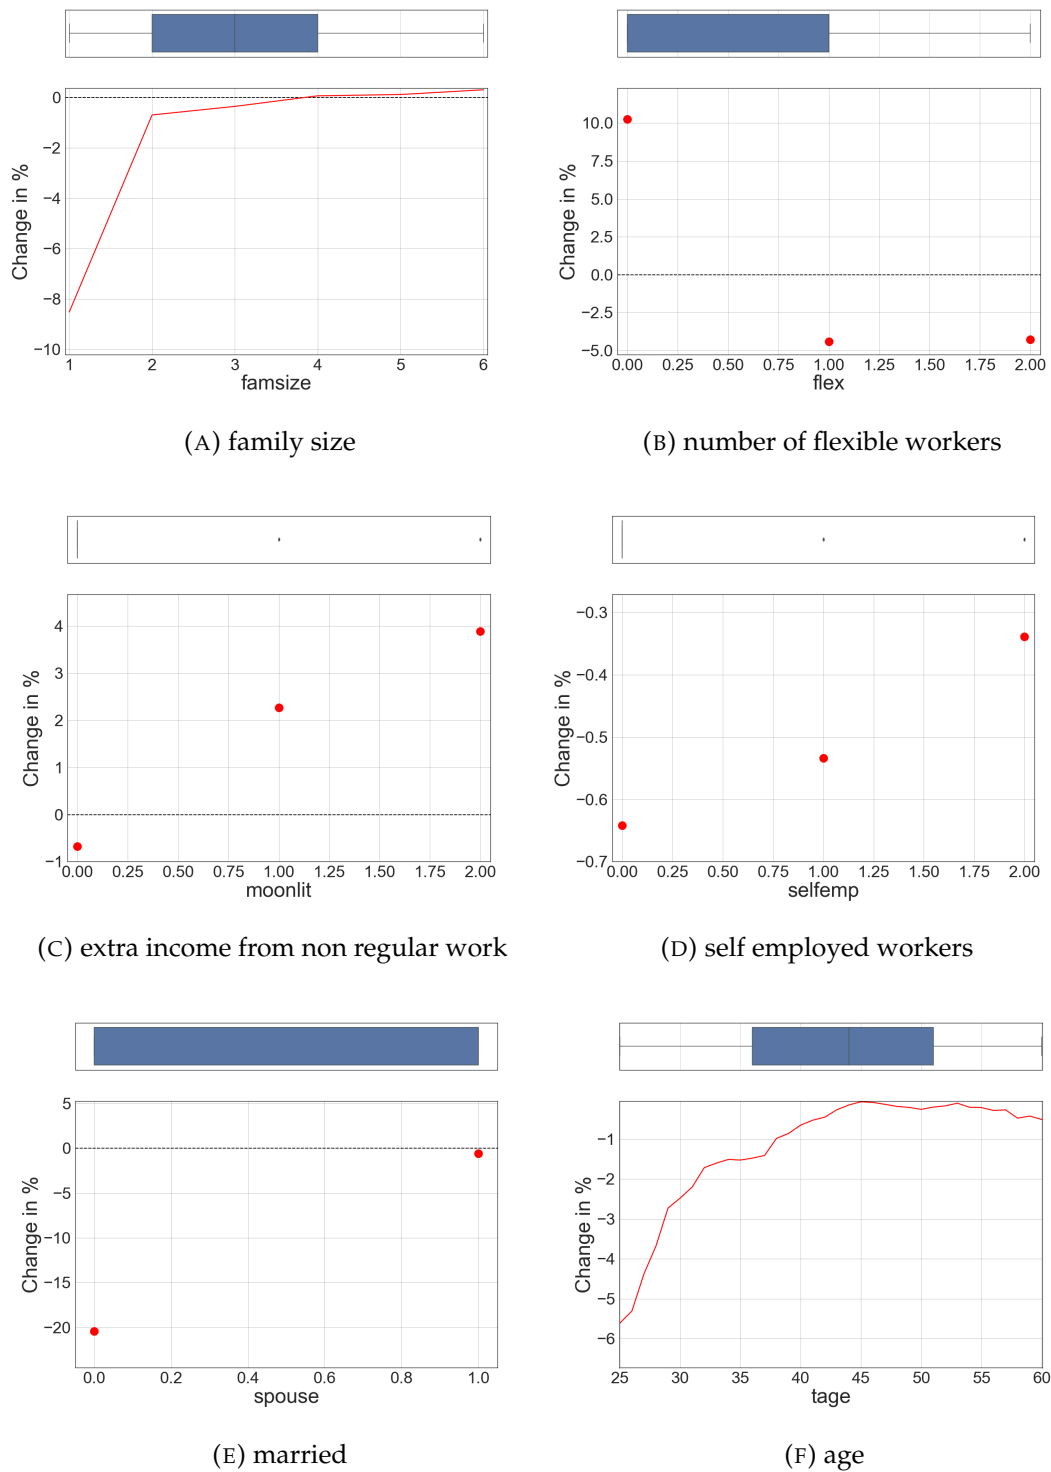 0
−2
−4
−6
−8
−10
Change in %
1 2 3 4 5 6
famsize
(A) family size
10.0
7.5
5.0
2.5
0.0
−2.5
−5.0
Change in %
0.00 0.25 0.50 0.75 1.00 1.25 1.50 1.75 2.00
flex
(B) number of flexible workers
4
3
2
1
0
−1
Change in %
0.00 0.25 0.50 0.75 1.00 1.25 1.50 1.75 2.00
moonlit
(C) extra income from non regular work
−0.3
−0.4
−0.5
−0.6
−0.7
Change in %
0.00 0.25 0.50 0.75 1.00 1.25 1.50 1.75 2.00
selfemp
(D) self employed workers
5
0
−5
−10
−15
−20
Change in %
0.0 0.2 0.4 0.6 0.8 1.0
spouse
(E) married
−1
−2
−3
−4
−5
−6
Change in %
25 30 35 40 45 50 55 60
tage
(F) age